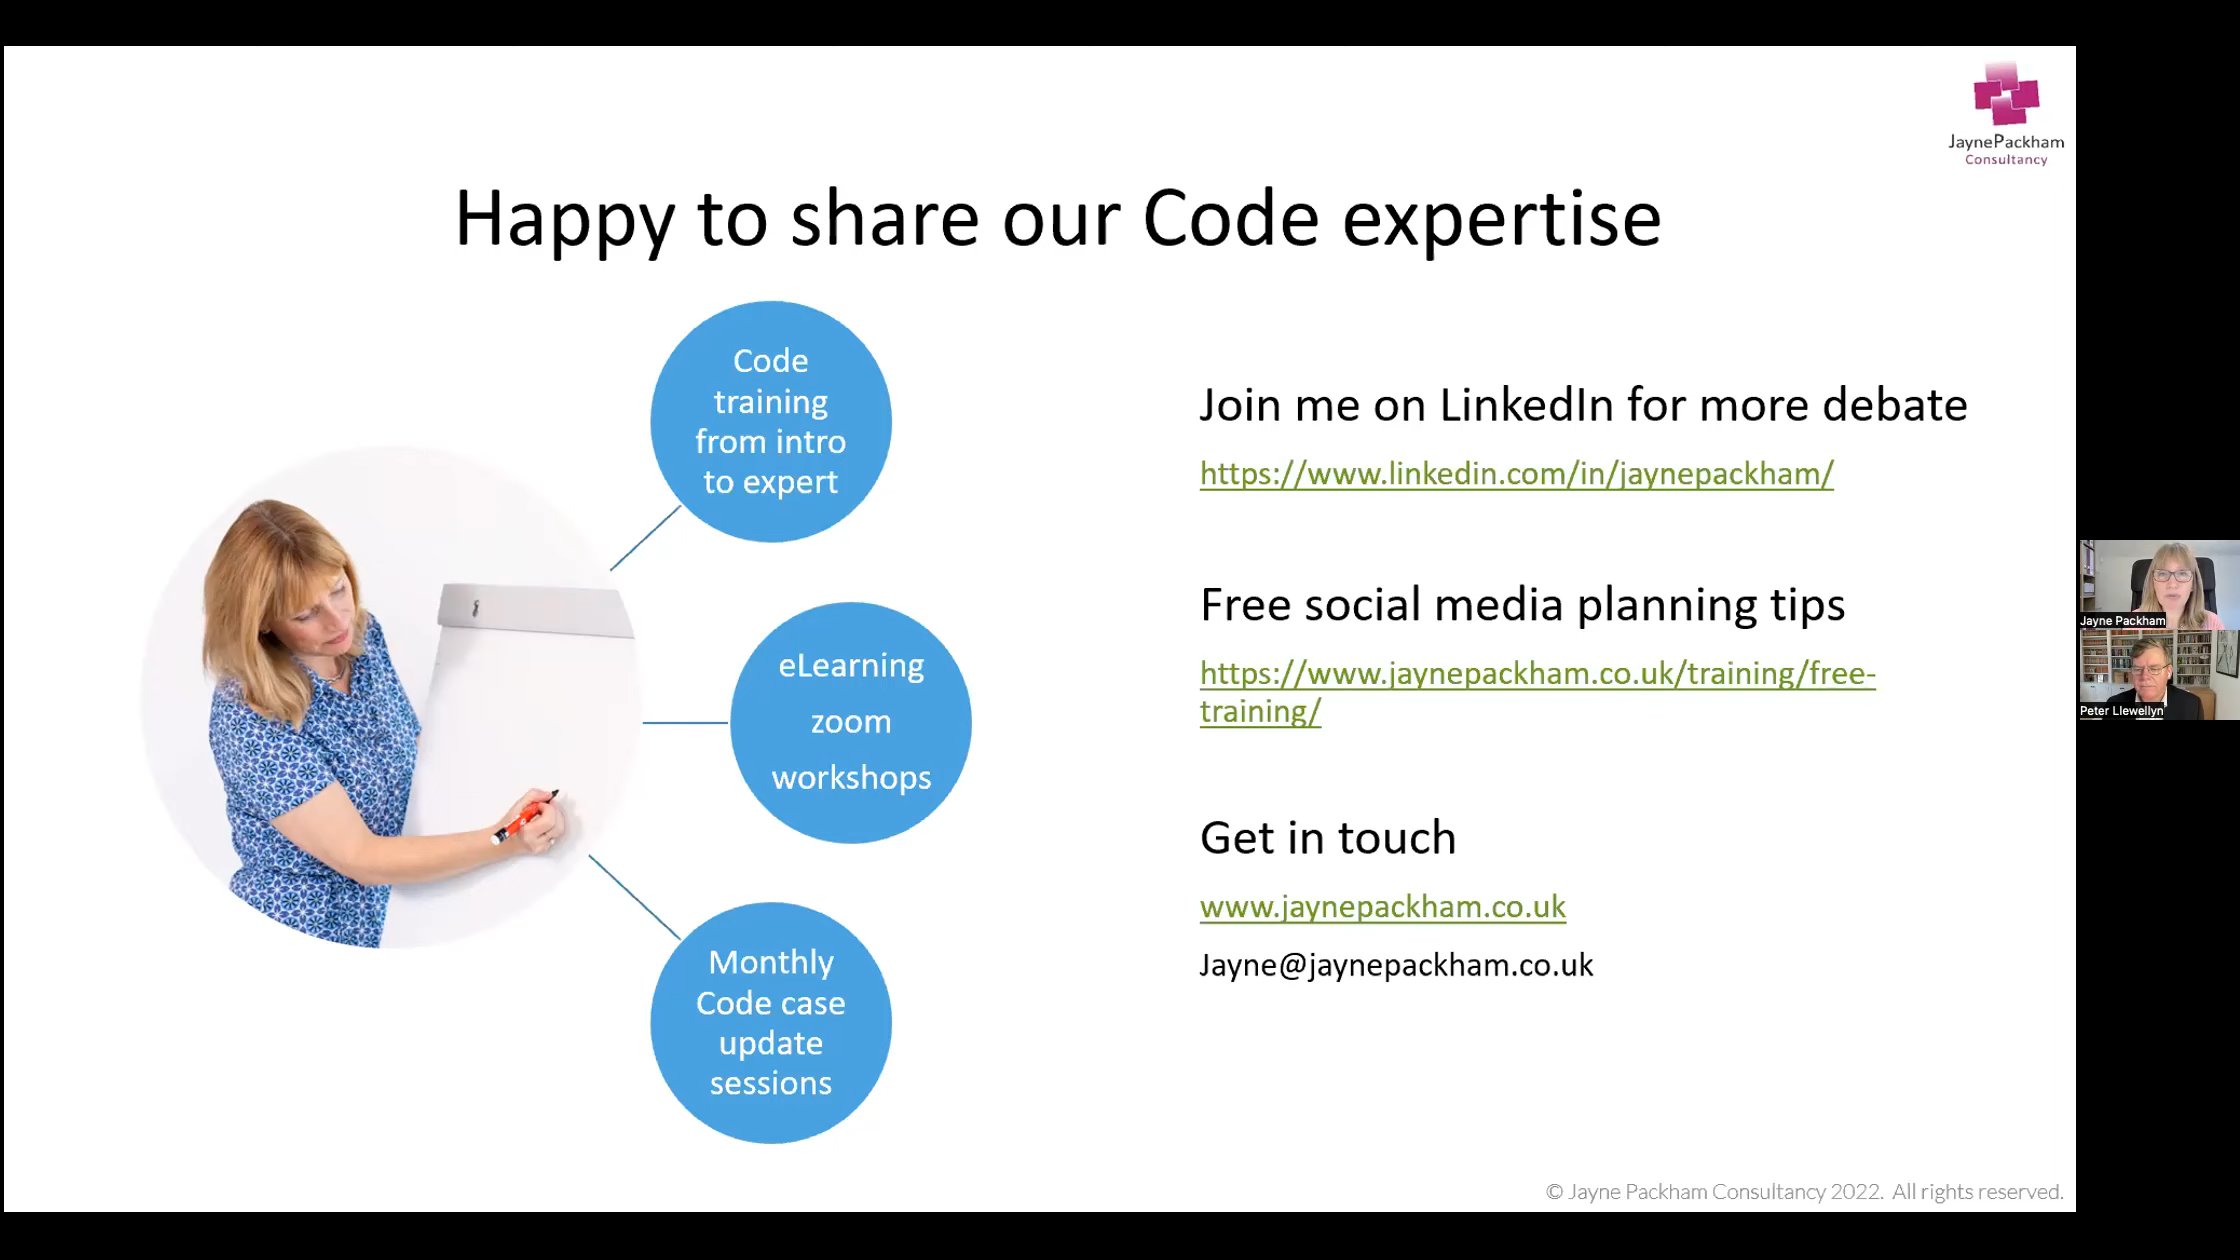 JaynePackham
Consultancy
Happy to share our Code expertise
Code
training
from intro
to expert
eLearning
zoom
workshops
Monthly
Code case
update
sessions
Join me on LinkedIn for more debate
https://www.linkedin.com/in/jaynepackham/
Free social media planning tips
https://www.jaynepackham.co.uk/training/free-
training/
Get in touch
www.jaynepackham.co.uk
Jayne@jaynepackham.co.uk
Jayne Packham
Peter Llewellyn
© Jayne Packham Consultancy 2022. All rights reserved.